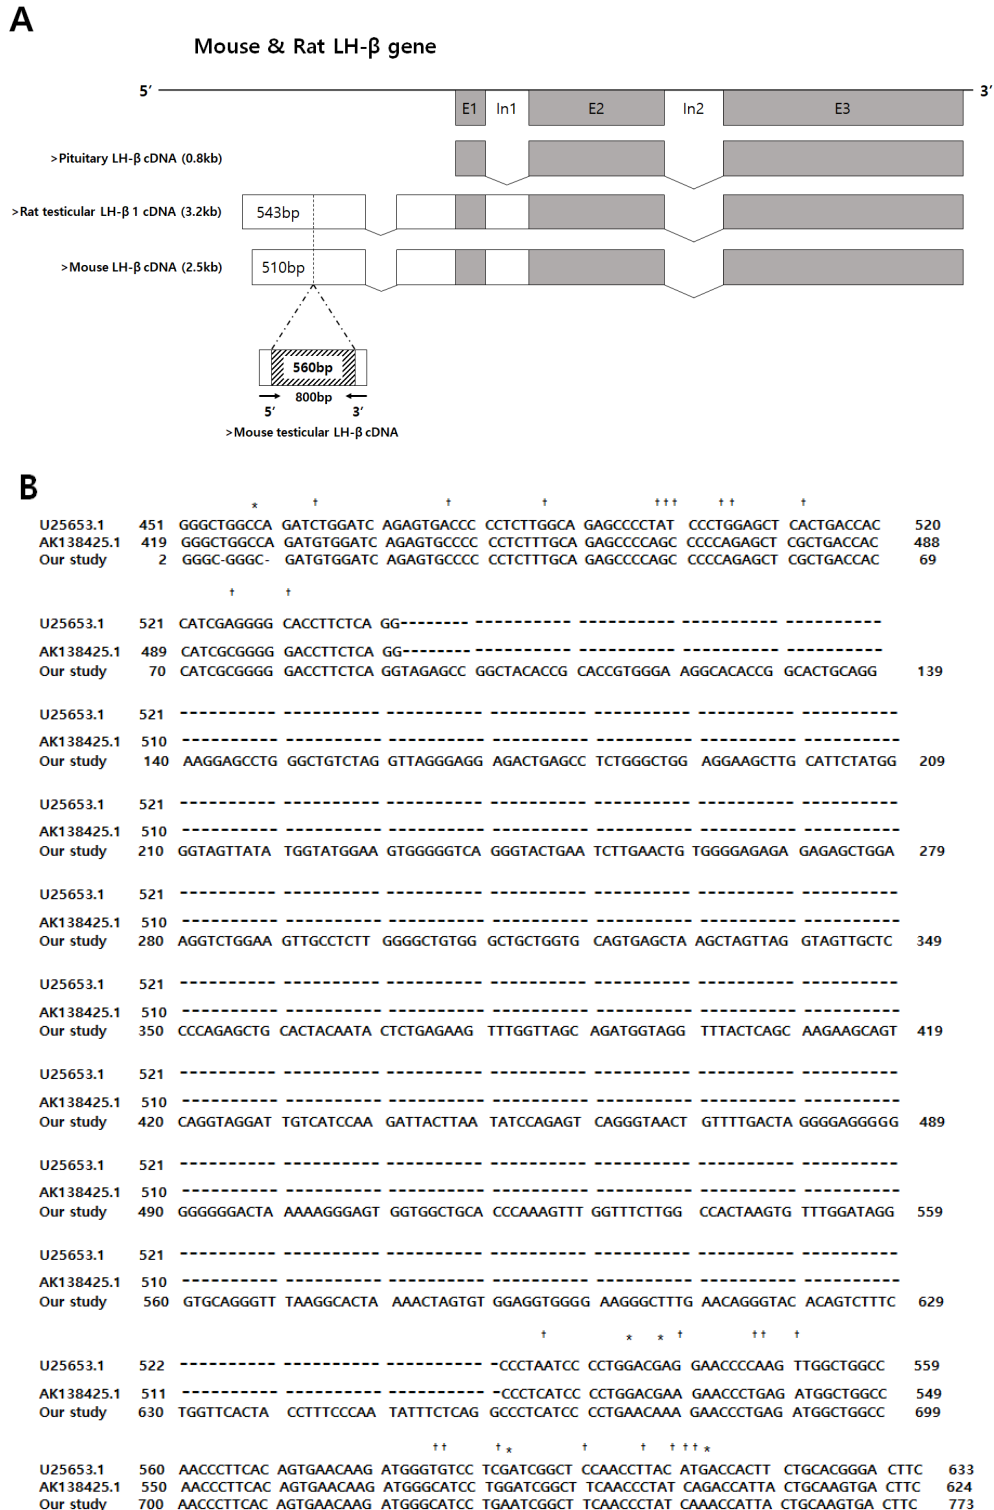 A
Mouse & Rat LH-β gene
5′ 3′
E1 In1 E2 In2 E3
>Pituitary LH-β cDNA (0.8kb)
>Rat testicular LH-β 1 cDNA (3.2kb) 543bp
>Mouse LH-β cDNA (2.5kb) 510bp
560bp
800bp
5′ 3′
>Mouse testicular LH-β cDNA
B
* † † † ††† †† †
U25653.1 451 GGGCTGGCCA GATCTGGATC AGAGTGACCC CCTCTTGGCA GAGCCCCTAT CCCTGGAGCT CACTGACCAC 520
AK138425.1 419 GGGCTGGCCA GATGTGGATC AGAGTGCCCC CCTCTTTGCA GAGCCCCAGC CCCCAGAGCT CGCTGACCAC 488
Our study 2 GGGC-GGGC- GATGTGGATC AGAGTGCCCC CCTCTTTGCA GAGCCCCAGC CCCCAGAGCT CGCTGACCAC 69
† †
U25653.1 521 CATCGAGGGG CACCTTCTCA GG-------- ---------- ---------- ---------- ----------
AK138425.1 489 CATCGCGGGG GACCTTCTCA GG-------- ---------- ---------- ---------- ----------
Our study 70 CATCGCGGGG GACCTTCTCA GGTAGAGCC GGCTACACCG CACCGTGGGA AGGCACACCG GCACTGCAGG 139
U25653.1 521 ---------- ---------- ---------- ---------- ---------- ---------- ----------
AK138425.1 510 ---------- ---------- ---------- ---------- ---------- ---------- ----------
Our study 140 AAGGAGCCTG GGCTGTCTAG GTTAGGGAGG AGACTGAGCC TCTGGGCTGG AGGAAGCTTG CATTCTATGG 209
U25653.1 521 ---------- ---------- ---------- ---------- ---------- ---------- ----------
AK138425.1 510 ---------- ---------- ---------- ---------- ---------- ---------- ----------
Our study 210 GGTAGTTATA TGGTATGGAA GTGGGGGTCA GGGTACTGAA TCTTGAACTG TGGGGAGAGA GAGAGCTGGA 279
U25653.1 521 ---------- ---------- ---------- ---------- ---------- ---------- ----------
AK138425.1 510 ---------- ---------- ---------- ---------- ---------- ---------- ----------
Our study 280 AGGTCTGGAA GTTGCCTCTT GGGGCTGTGG GCTGCTGGTG CAGTGAGCTA AGCTAGTTAG GTAGTTGCTC 349
U25653.1 521 ---------- ---------- ---------- ---------- ---------- ---------- ----------
AK138425.1 510 ---------- ---------- ---------- ---------- ---------- ---------- ----------
Our study 350 CCCAGAGCTG CACTACAATA CTCTGAGAAG TTTGGTTAGC AGATGGTAGG TTTACTCAGC AAGAAGCAGT 419
U25653.1 521 ---------- ---------- ---------- ---------- ---------- ---------- ----------
AK138425.1 510 ---------- ---------- ---------- ---------- ---------- ---------- ----------
Our study 420 CAGGTAGGAT TGTCATCCAA GATTACTTAA TATCCAGAGT CAGGGTAACT GTTTTGACTA GGGGAGGGGG 489
U25653.1 521 ---------- ---------- ---------- ---------- ---------- ---------- ----------
AK138425.1 510 ---------- ---------- ---------- ---------- ---------- ---------- ----------
Our study 490 GGGGGGACTA AAAAGGGAGT GGTGGCTGCA CCCAAAGTTT GGTTTCTTGG CCACTAAGTG TTTGGATAGG 559
U25653.1 521 ---------- ---------- ---------- ---------- ---------- ---------- ----------
AK138425.1 510 ---------- ---------- ---------- ---------- ---------- ---------- ----------
Our study 560 GTGCAGGGTT TAAGGCACTA AAACTAGTGT GGAGGTGGGG AAGGGCTTTG AACAGGGTAC ACAGTCTTTC 629
† * * † †† †
U25653.1 522 ---------- ---------- ---------- -CCCTAATCC CCTGGACGAG GAACCCCAAG TTGGCTGGCC 559
AK138425.1 511 ---------- ---------- ---------- -CCCTCATCC CCTGGACGAA GAACCCTGAG ATGGCTGGCC 549
Our study 630 TGGTTCACTA CCTTTCCCAA TATTTCTCAG GCCCTCATCC CCTGAACAAA GAACCCTGAG ATGGCTGGCC 699
†† † * † † † ††† *
U25653.1 560 AACCCTTCAC AGTGAACAAG ATGGGTGTCC TCGATCGGCT CCAACCTTAC ATGACCACTT CTGCACGGGA CTTC 633
AK138425.1 550 AACCCTTCAC AGTGAACAAG ATGGGCATCC TGGATCGGCT TCAACCCTAT CAGACCATTA CTGCAAGTGA CTTC 624
Our study 700 AACCCTTCAC AGTGAACAAG ATGGGCATCC TGAATCGGCT TCAACCCTAT CAAACCATTA CTGCAAGTGA CTTC 773